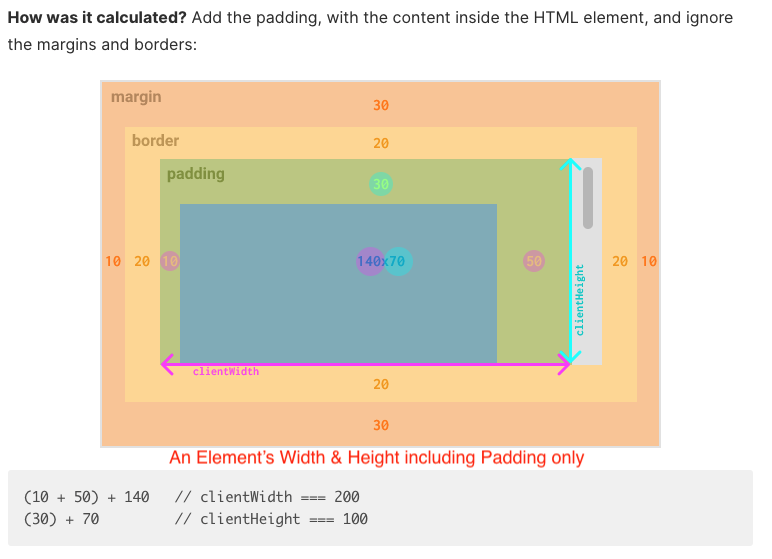 How was it calculated? Add the padding, with the content inside the HTML element, and ignore
the margins and borders:
margin
30
border
20
padding
30
10 20 10 140x70 50 20 10
clientHeight
clientWidth
20
30
An Element's Width & Height including Padding only
(10 + 50) + 140 // clientWidth === 200
(30) + 70 // clientHeight === 100